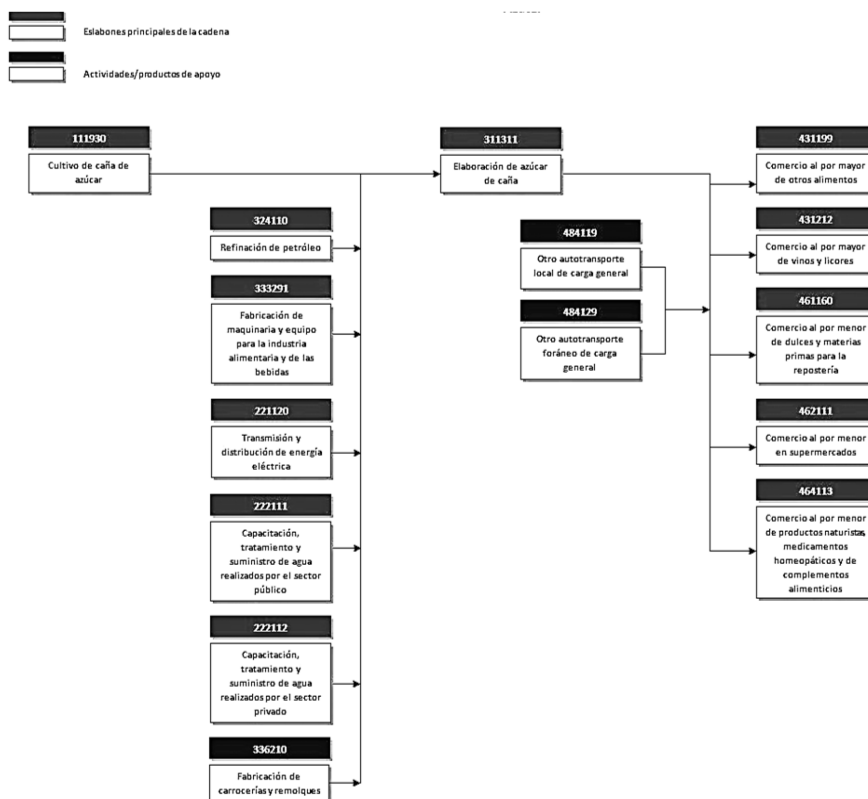 Eslabones principales de la cadena
Actividades/productos de apoyo
111930
Cultivo de caña de
azúcar
311311
Elaboración de azúcar
de caña
431199
Comercio al por mayor
de otros alimentos
324110
Refinación de petróleo
484119
Otro autotransporte
local de carga general
431212
Comercio al por mayor
de vinos y licores
333291
Fabricación de
maquinaria y equipo
para la industria
alimentaria y de las
bebidas
484129
Otro autotransporte
foráneo de carga
general
461160
Comercio al por menor
de dulces y materias
primas para la
repostería
221120
Transmisión y
distribución de energía
eléctrica
462111
Comercio al por menor
en supermercados
222111
Capacitación,
tratamiento y
suministro de agua
realizados por el sector
público
464113
Comercio al por menor
de productos naturistas,
medicamentos
homeopáticos y de
complementos
alimenticios
222112
Capacitación,
tratamiento y
suministro de agua
realizados por el sector
privado
336210
Fabricación de
carrocerías y remolques